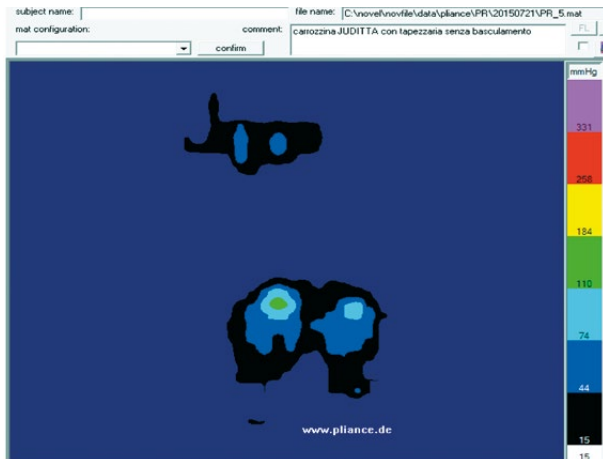 subject name:
file name: C:\novel\novfile\data\pliance\PR\20150721\PR_5.mat
mat configuration:
comment: carrozzina JUDITTA con tapezzaria senza basculamento
FL
confirm
mmHg
331
258
184
110
74
44
15
15
www.pliance.de